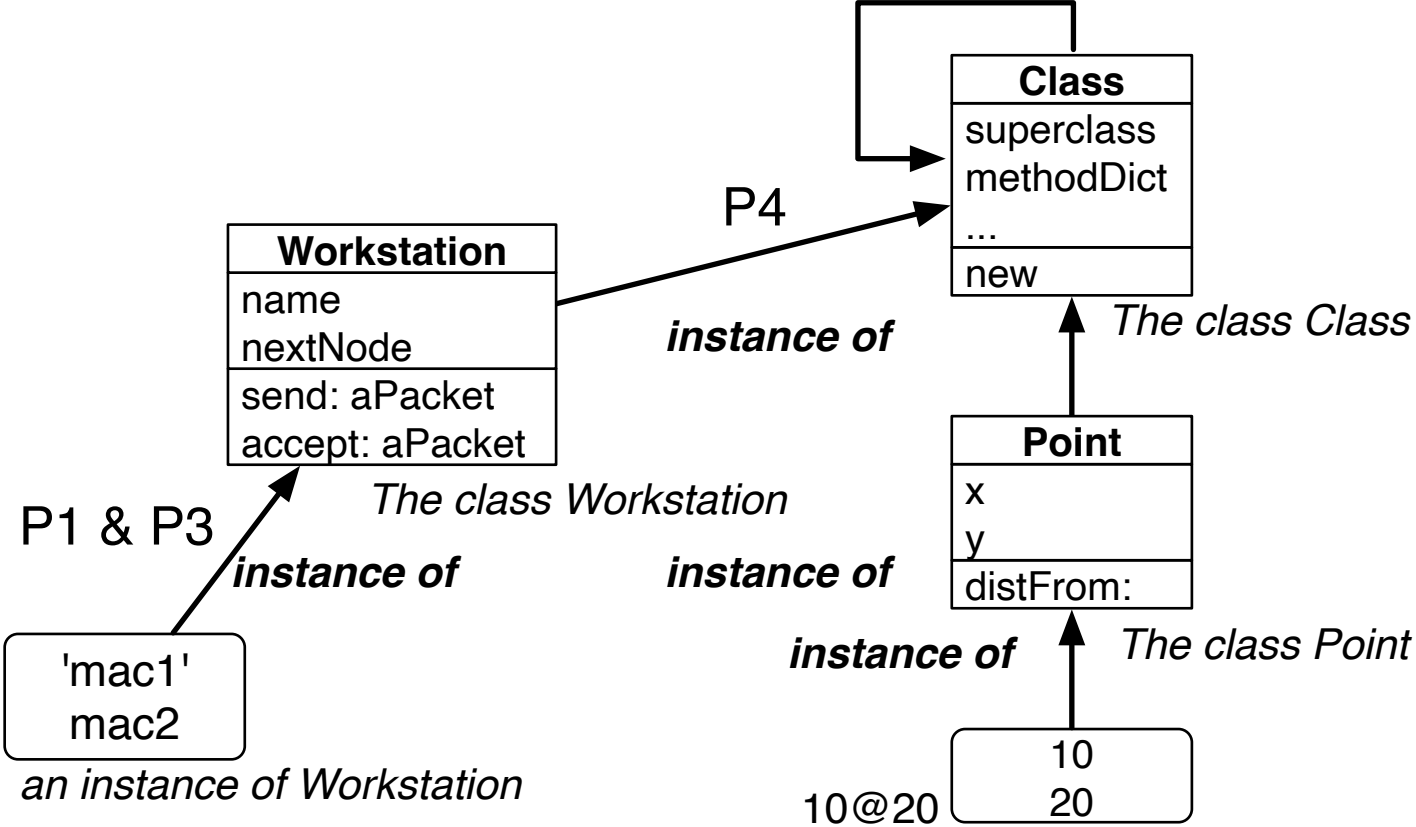 Class
superclass
methodDict
...
new
The class Class
P4
instance of
Workstation
name
nextNode
send: aPacket
accept: aPacket
The class Workstation
P1 & P3
instance of
'mac1'
mac2
an instance of Workstation
instance of
Point
x
y
distFrom:
The class Point
instance of
10@20
10
20